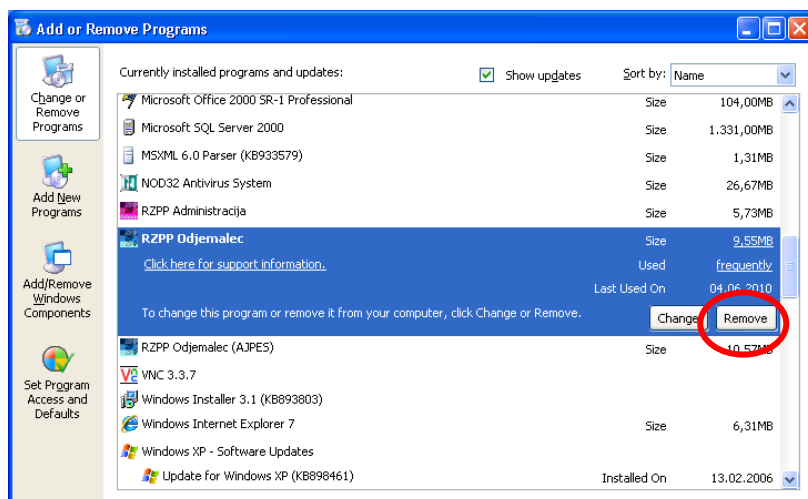 Add or Remove Programs
Currently installed programs and updates:
Show updates
Sort by: Name
Change or
Remove
Programs
Add New
Programs
Add/Remove
Windows
Components
Set Program
Access and
Defaults
Microsoft Office 2000 SR-1 Professional Size 104,00MB
Microsoft SQL Server 2000 Size 1.331,00MB
MSXML 6.0 Parser (KB933579) Size 1,31MB
NOD32 Antivirus System Size 26,67MB
RZPP Administracija Size 5,73MB
RZPP Odjemalec Size 9,55MB
Click here for support information. Used frequently
Last Used On 04.06.2010
To change this program or remove it from your computer, click Change or Remove. Change Remove
RZPP Odjemalec (AJPES) Size 10,57MB
VNC 3.3.7
Windows Installer 3.1 (KB893803)
Windows Internet Explorer 7 Size 6,31MB
Windows XP - Software Updates
Update for Windows XP (KB898461) Installed On 13.02.2006